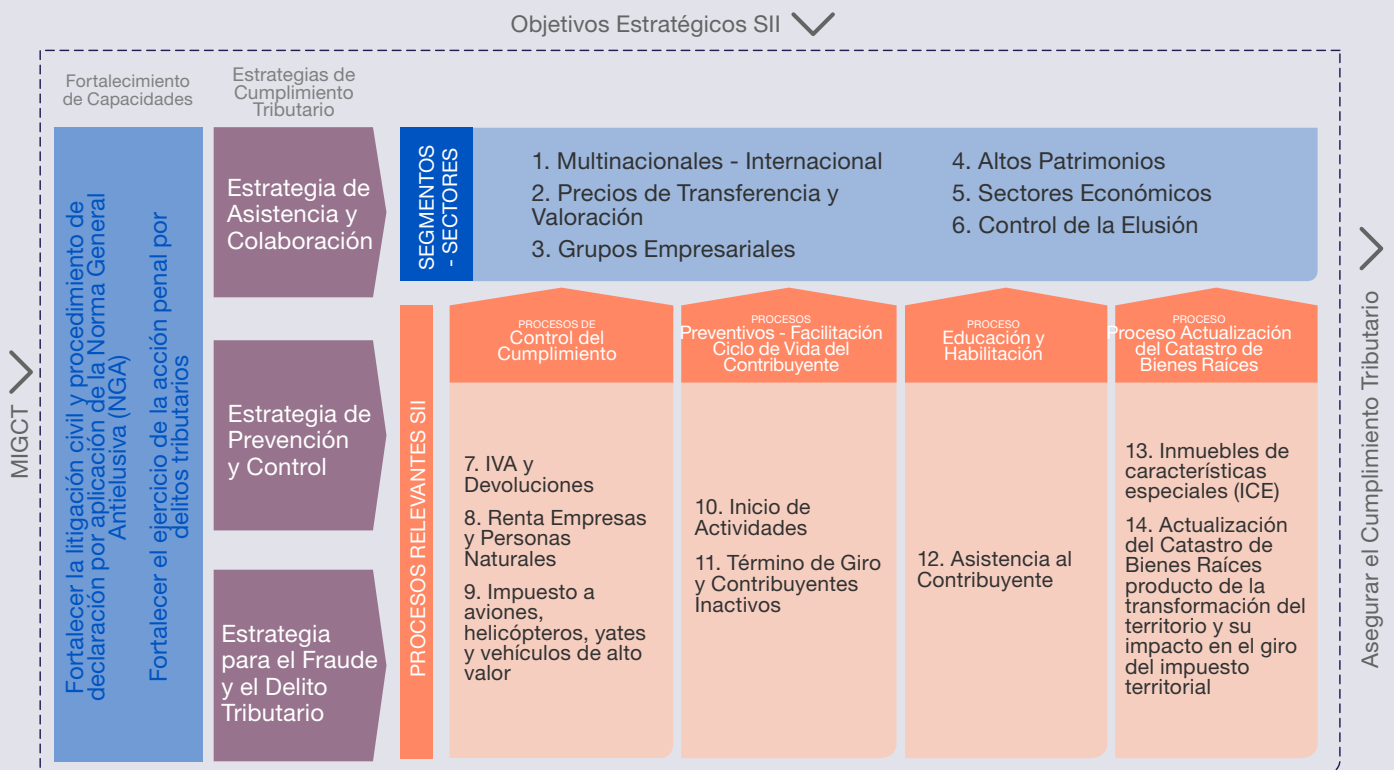 Objetivos Estratégicos SII
MIGCT
Fortalecimiento
de Capacidades
Fortalecer la litigación civil y procedimiento de
declaración por aplicación de la Norma General
Antielusiva (NGA)
Fortalecer el ejercicio de la acción penal por
delitos tributarios
Estrategias de
Cumplimiento
Tributario
Estrategia de
Asistencia y
Colaboración
Estrategia de
Prevención
y Control
Estrategia
para el Fraude
y el Delito
Tributario
SEGMENTOS
- SECTORES
1. Multinacionales - Internacional
2. Precios de Transferencia y
Valoración
3. Grupos Empresariales
4. Altos Patrimonios
5. Sectores Económicos
6. Control de la Elusión
PROCESOS RELEVANTES SII
PROCESOS DE
Control del
Cumplimiento
7. IVA y
Devoluciones
8. Renta Empresas
y Personas
Naturales
9. Impuesto a
aviones,
helicópteros, yates
y vehículos de alto
valor
PROCESOS
Preventivos - Facilitación
Ciclo de Vida del
Contribuyente
10. Inicio de
Actividades
11. Término de Giro
y Contribuyentes
Inactivos
PROCESO
Educación y
Habilitación
12. Asistencia al
Contribuyente
PROCESO
Proceso Actualización
del Catastro de
Bienes Raíces
13. Inmuebles de
características
especiales (ICE)
14. Actualización
del Catastro de
Bienes Raíces
producto de la
transformación del
territorio y su
impacto en el giro
del impuesto
territorial
Asegurar el Cumplimiento Tributario